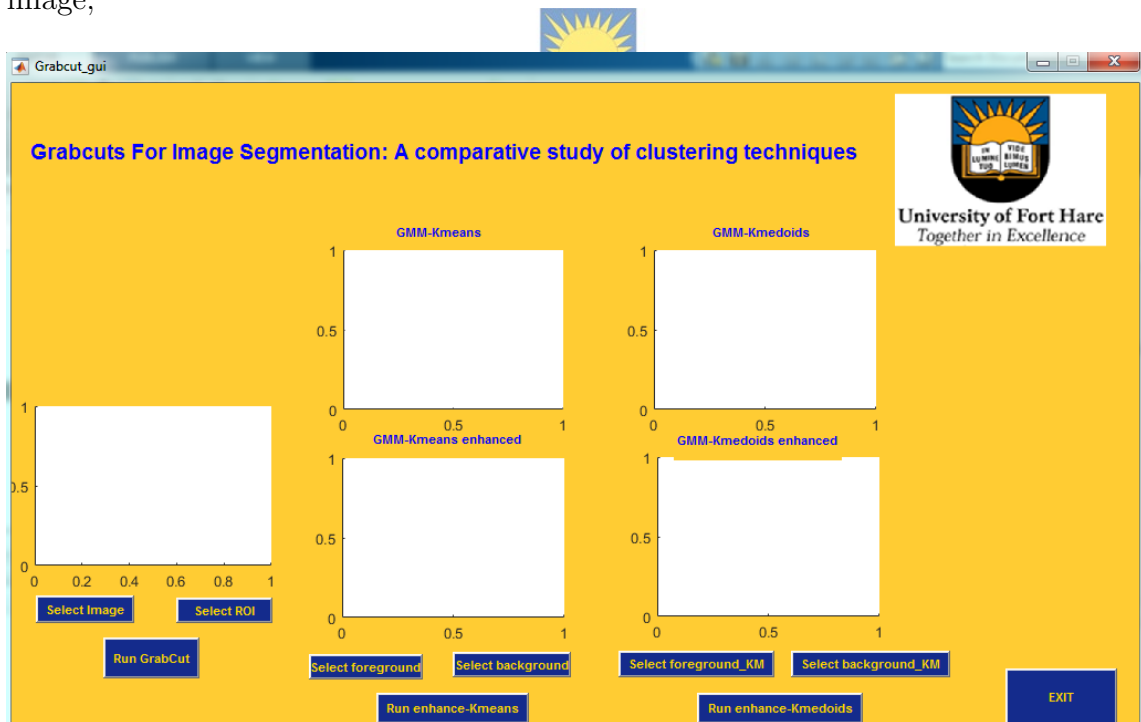 image;
Grabcut_gui
Grabcuts For Image Segmentation: A comparative study of clustering techniques
IN LUMINE TUO VIDE BIMUS LUMEN
University of Fort Hare
Together in Excellence
GMM-Kmeans
1
0.5
0
0 0.5 1
GMM-Kmedoids
1
0.5
0
0 0.5 1
1
0.5
0
0 0.2 0.4 0.6 0.8 1
Select Image
Select ROI
Run GrabCut
GMM-Kmeans enhanced
1
0.5
0
0 0.5 1
Select foreground
Select background
Run enhance-Kmeans
GMM-Kmedoids enhanced
1
0.5
0
0 0.5 1
Select foreground_KM
Select background_KM
Run enhance-Kmedoids
EXIT